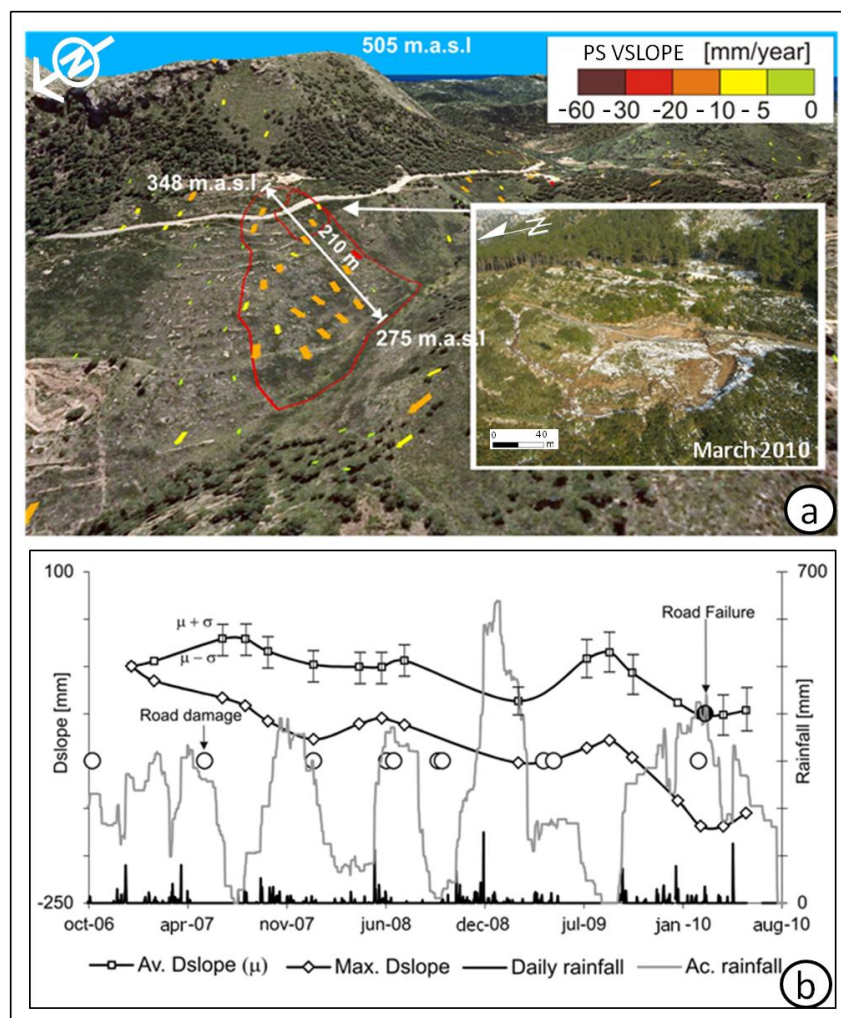 505 m.a.s.l
PS VSLOPE [mm/year]
-60 -30 -20 -10 -5 0
N
348 m.a.s.l
210 m
275 m.a.s.l
N
0 40
m
March 2010
a
100
700
μ + σ
μ – σ
Road Failure
Road damage
Dslope [mm]
Rainfall [mm]
-250
0
oct-06 apr-07 nov-07 jun-08 dec-08 jul-09 jan-10 aug-10
Av. Dslope (μ) Max. Dslope Daily rainfall Ac. rainfall
b